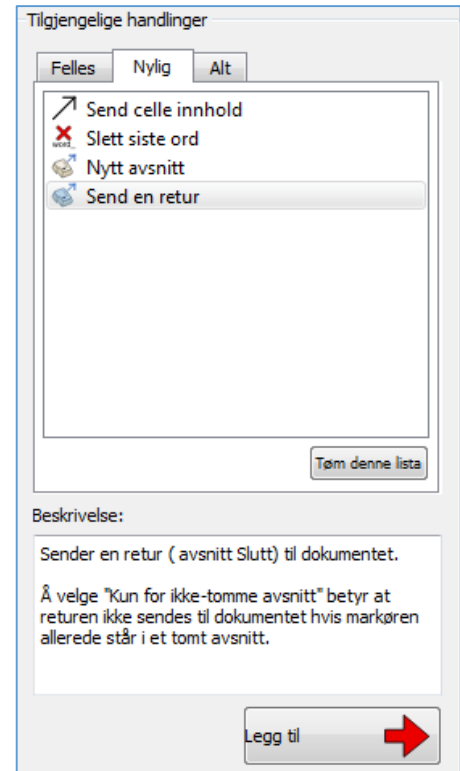 Tilgjengelige handlinger
Felles Nylig Alt
Send celle innhold
Slett siste ord
Nytt avsnitt
Send en retur
Tøm denne lista
Beskrivelse:
Sender en retur ( avsnitt Slutt) til dokumentet.
Å velge "Kun for ikke-tomme avsnitt" betyr at
returen ikke sendes til dokumentet hvis markøren
allerede står i et tomt avsnitt.
Legg til